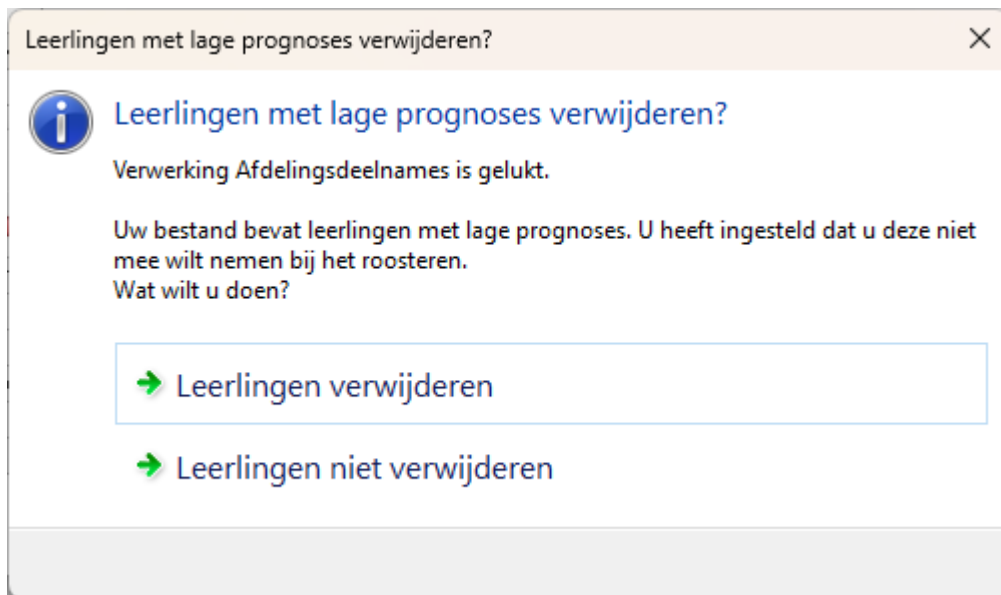 Leerlingen met lage prognoses verwijderen?
Leerlingen met lage prognoses verwijderen?
Verwerking Afdelingsdeelnames is gelukt.
Uw bestand bevat leerlingen met lage prognoses. U heeft ingesteld dat u deze niet
mee wilt nemen bij het roosteren.
Wat wilt u doen?
Leerlingen verwijderen
Leerlingen niet verwijderen